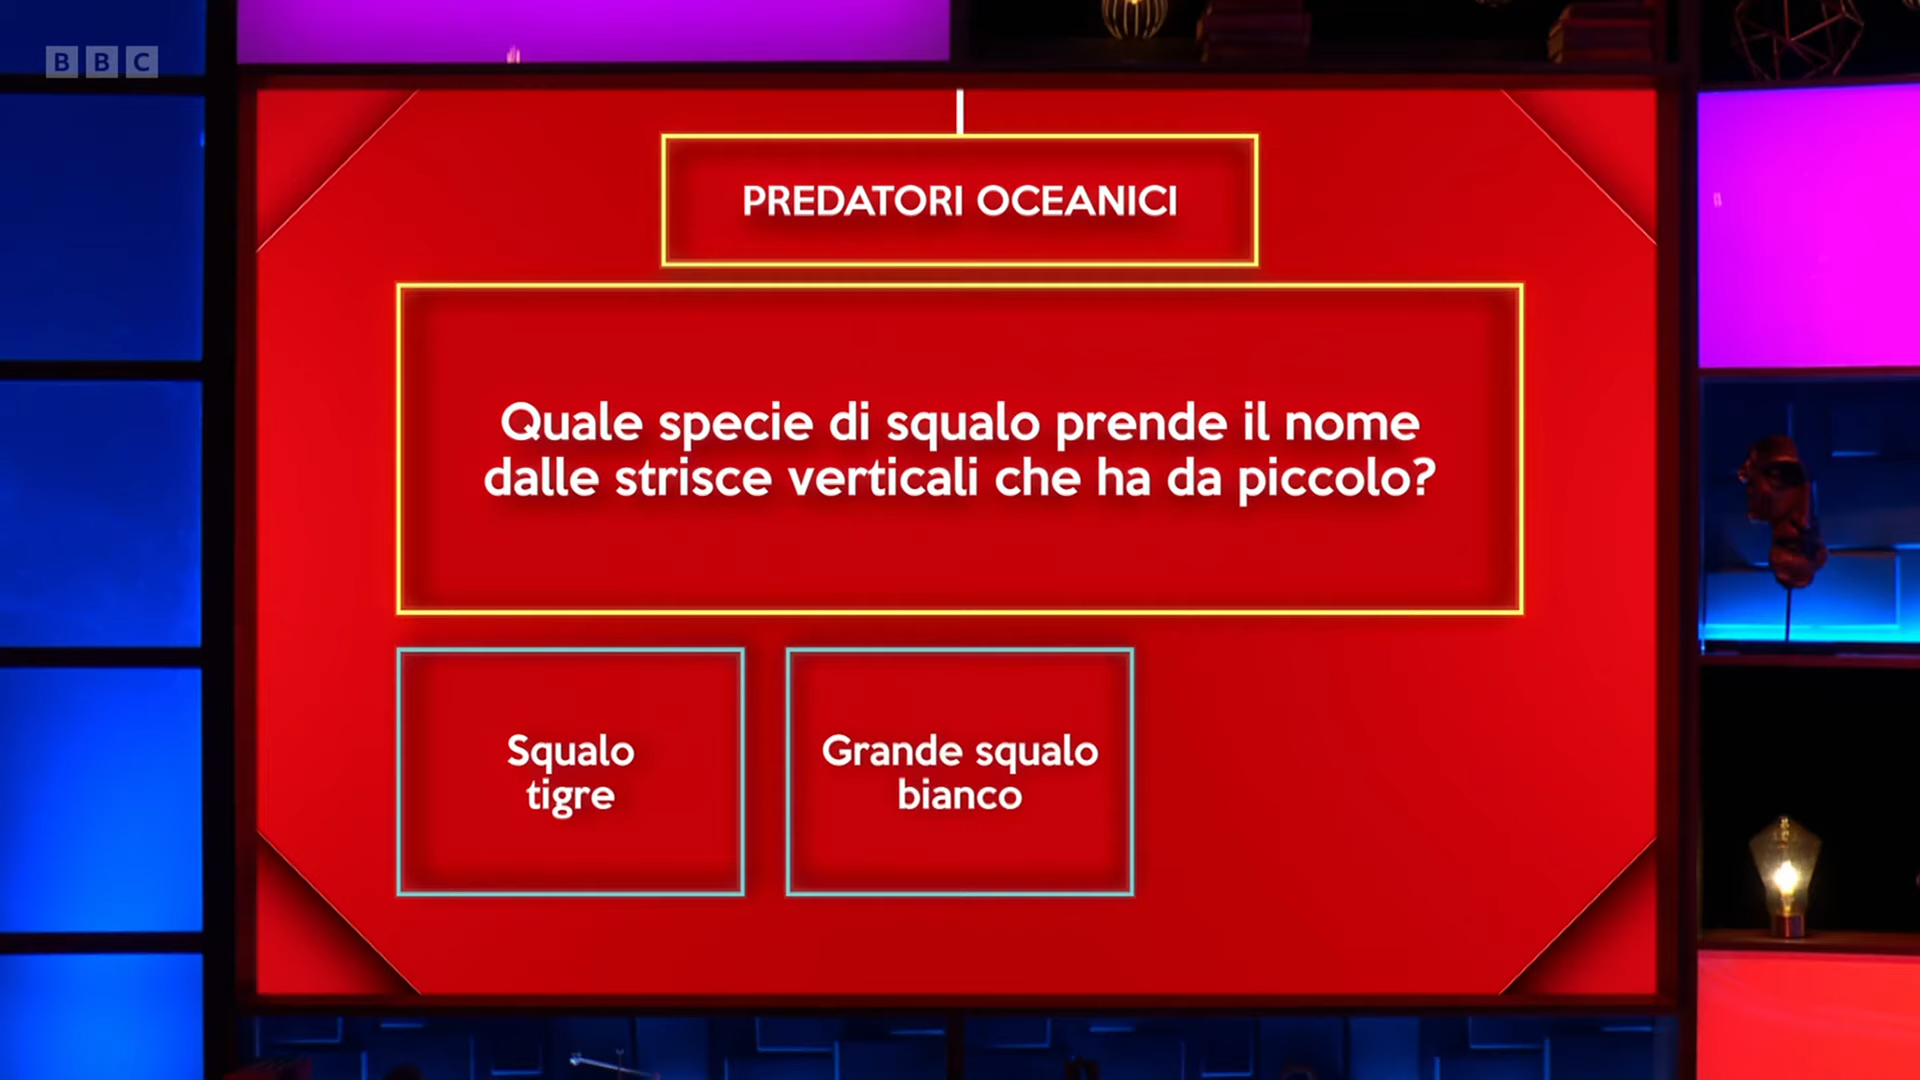 BBC
PREDATORI OCEANICI
Quale specie di squalo prende il nome
dalle strisce verticali che ha da piccolo?
Squalo
tigre
Grande squalo
bianco